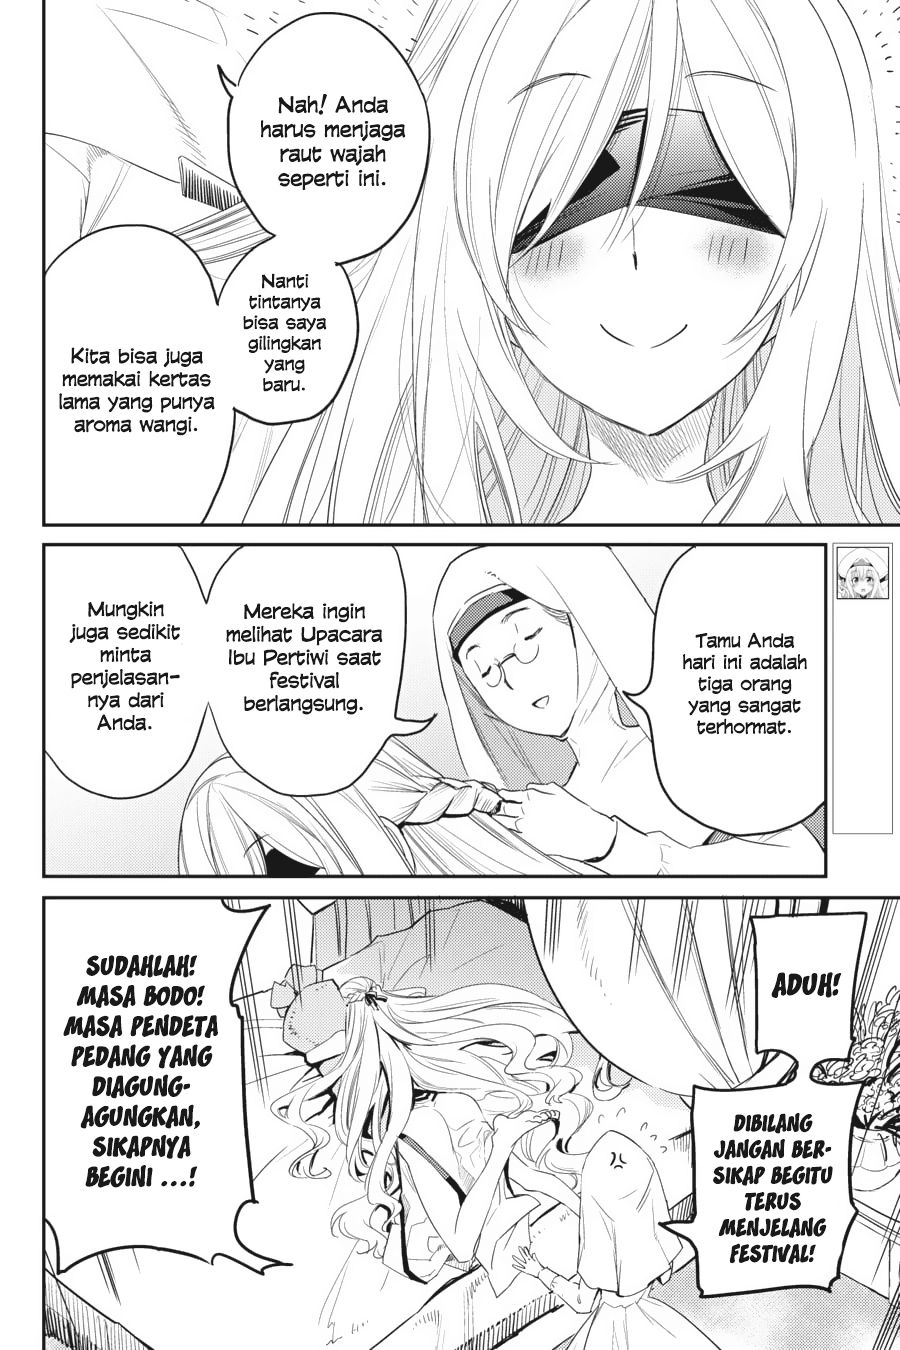 Nah! Anda
harus menjaga
raut wajah
seperti ini.
Nanti
tintanya
bisa saya
gilingkan
yang
baru.
Kita bisa juga
memakai kertas
lama yang punya
aroma wangi.
Tamu Anda
hari ini adalah
tiga orang
yang sangat
terhormat.
Mereka ingin
melihat Upacara
Ibu Pertiwi saat
festival
berlangsung.
Mungkin
juga sedikit
minta
penjelasan-
nya dari
Anda.
ADUH!
DIBILANG
JANGAN BER-
SIKAP BEGITU
TERUS
MENJELANG
FESTIVAL!
SUDAHLAH!
MASA BODO!
MASA PENDETA
PEDANG YANG
DIAGUNG-
AGUNGKAN,
SIKAPNYA
BEGINI ...!